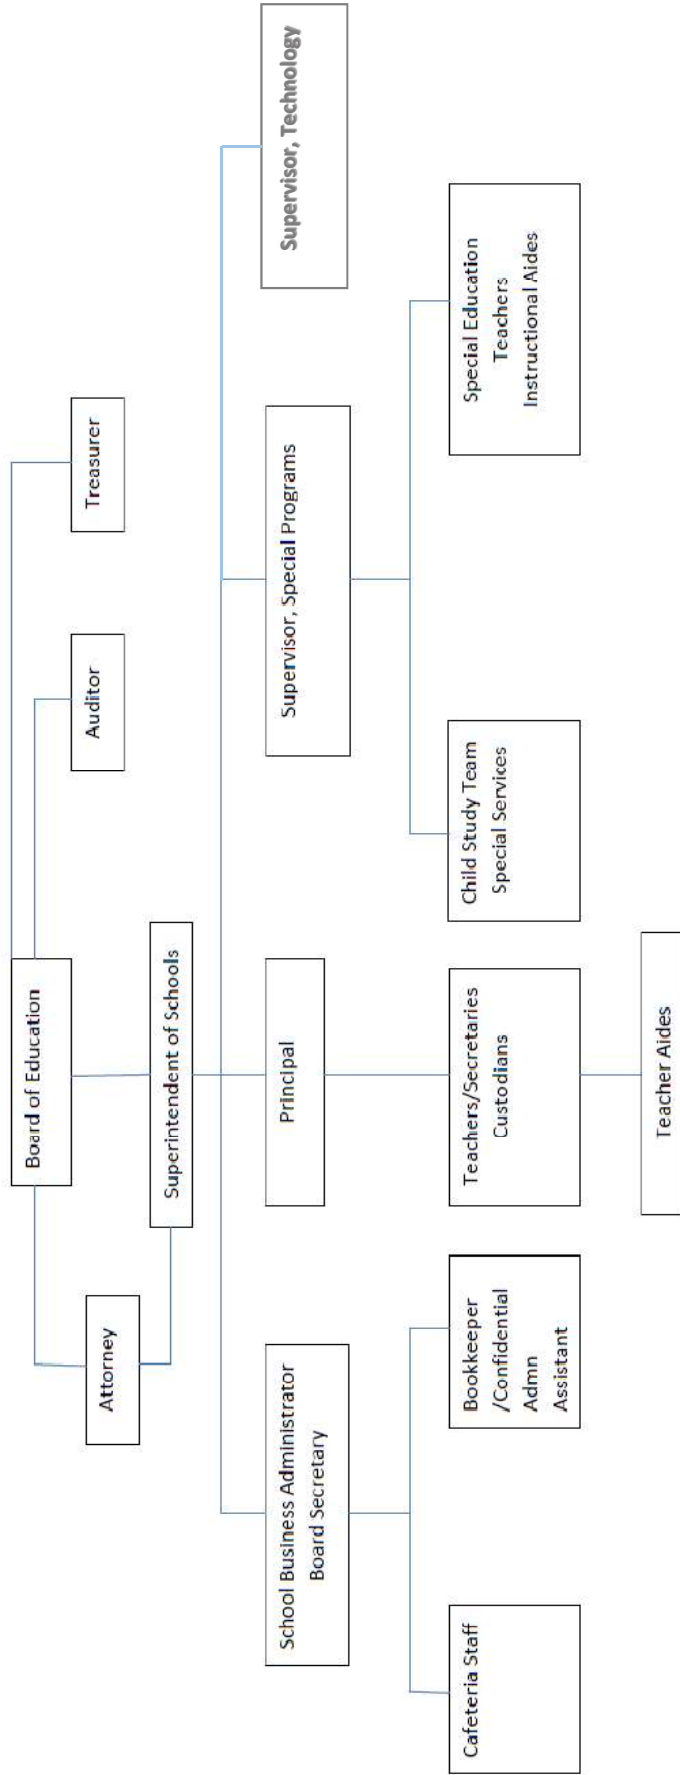 Board of Education
Attorney
Auditor
Treasurer
Superintendent of Schools
School Business Administrator
Board Secretary
Principal
Supervisor, Special Programs
Supervisor, Technology
Cafeteria Staff
Bookkeeper
/Confidential
Admn
Assistant
Teachers/Secretaries
Custodians
Child Study Team
Special Services
Special Education
Teachers
Instructional Aides
Teacher Aides